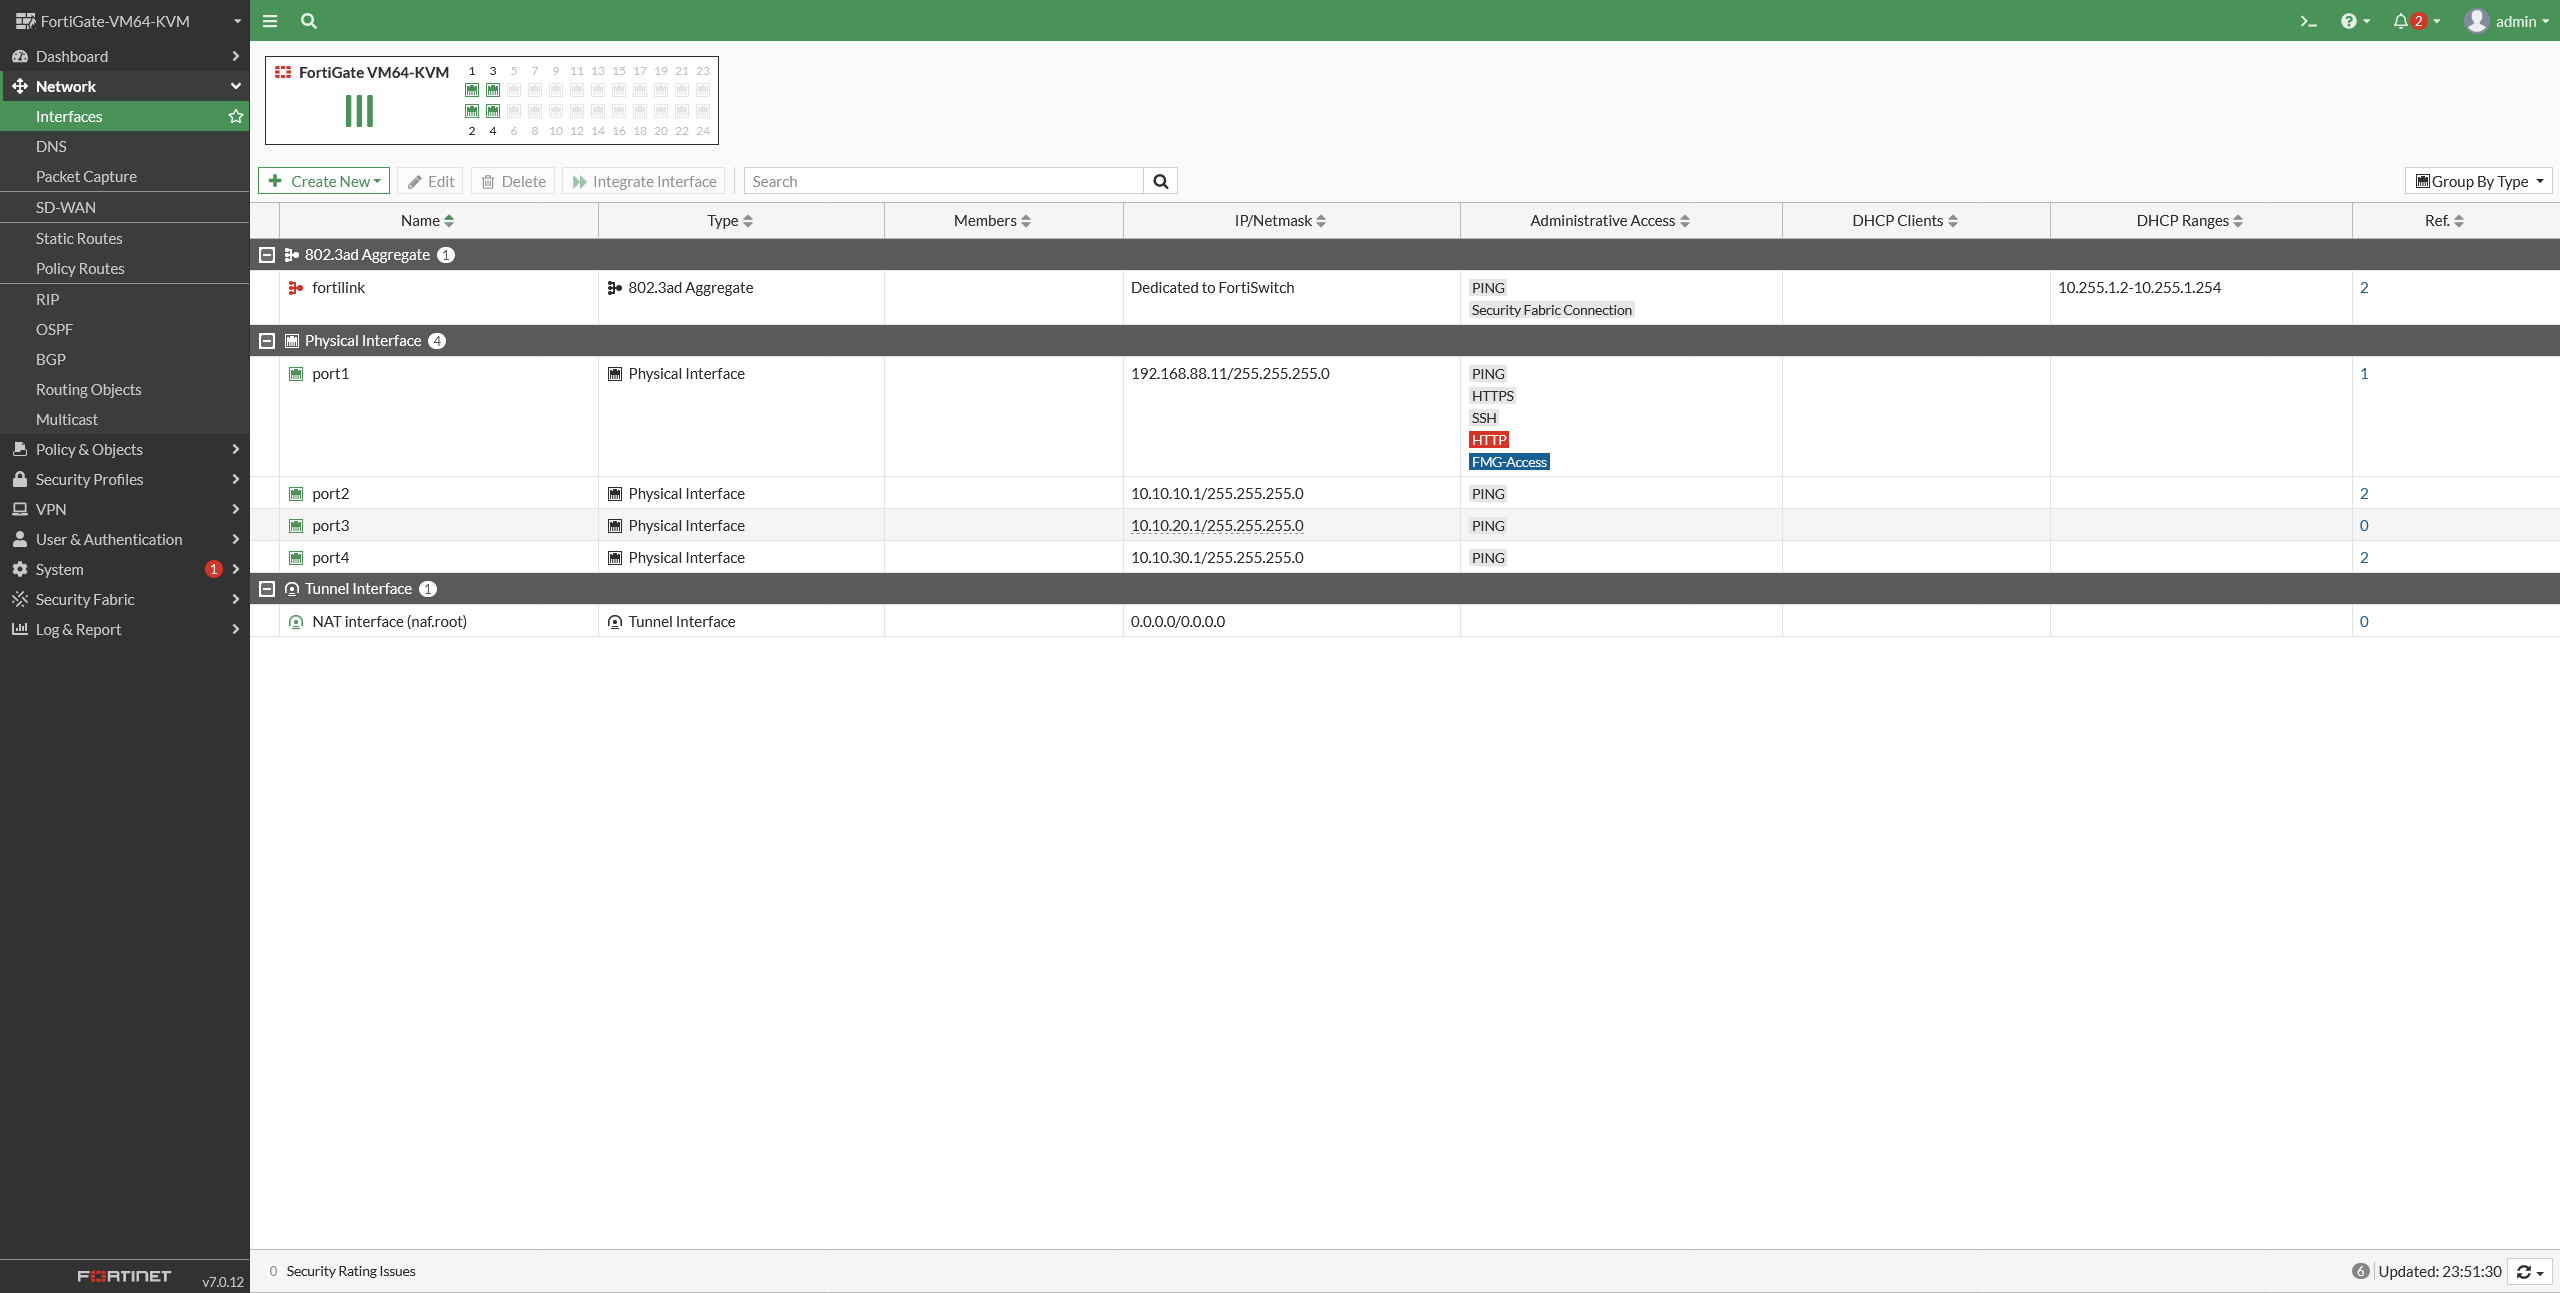 FortiGate-VM64-KVM
2
admin
Dashboard
Network
Interfaces
DNS
Packet Capture
SD-WAN
Static Routes
Policy Routes
RIP
OSPF
BGP
Routing Objects
Multicast
Policy & Objects
Security Profiles
VPN
User & Authentication
System 1
Security Fabric
Log & Report
FORTINET v7.0.12
FortiGate VM64-KVM
1 3 5 7 9 11 13 15 17 19 21 23
2 4 6 8 10 12 14 16 18 20 22 24
Create New Edit Delete Integrate Interface Search Group By Type
Name Type Members IP/Netmask Administrative Access DHCP Clients DHCP Ranges Ref.
802.3ad Aggregate 1
fortilink 802.3ad Aggregate Dedicated to FortiSwitch PING 10.255.1.2-10.255.1.254 2
Security Fabric Connection
Physical Interface 4
port1 Physical Interface 192.168.88.11/255.255.255.0 PING 1
HTTPS
SSH
HTTP
FMG-Access
port2 Physical Interface 10.10.10.1/255.255.255.0 PING 2
port3 Physical Interface 10.10.20.1/255.255.255.0 PING 0
port4 Physical Interface 10.10.30.1/255.255.255.0 PING 2
Tunnel Interface 1
NAT interface (naf.root) Tunnel Interface 0.0.0.0/0.0.0.0 0
0 Security Rating Issues 6 Updated: 23:51:30